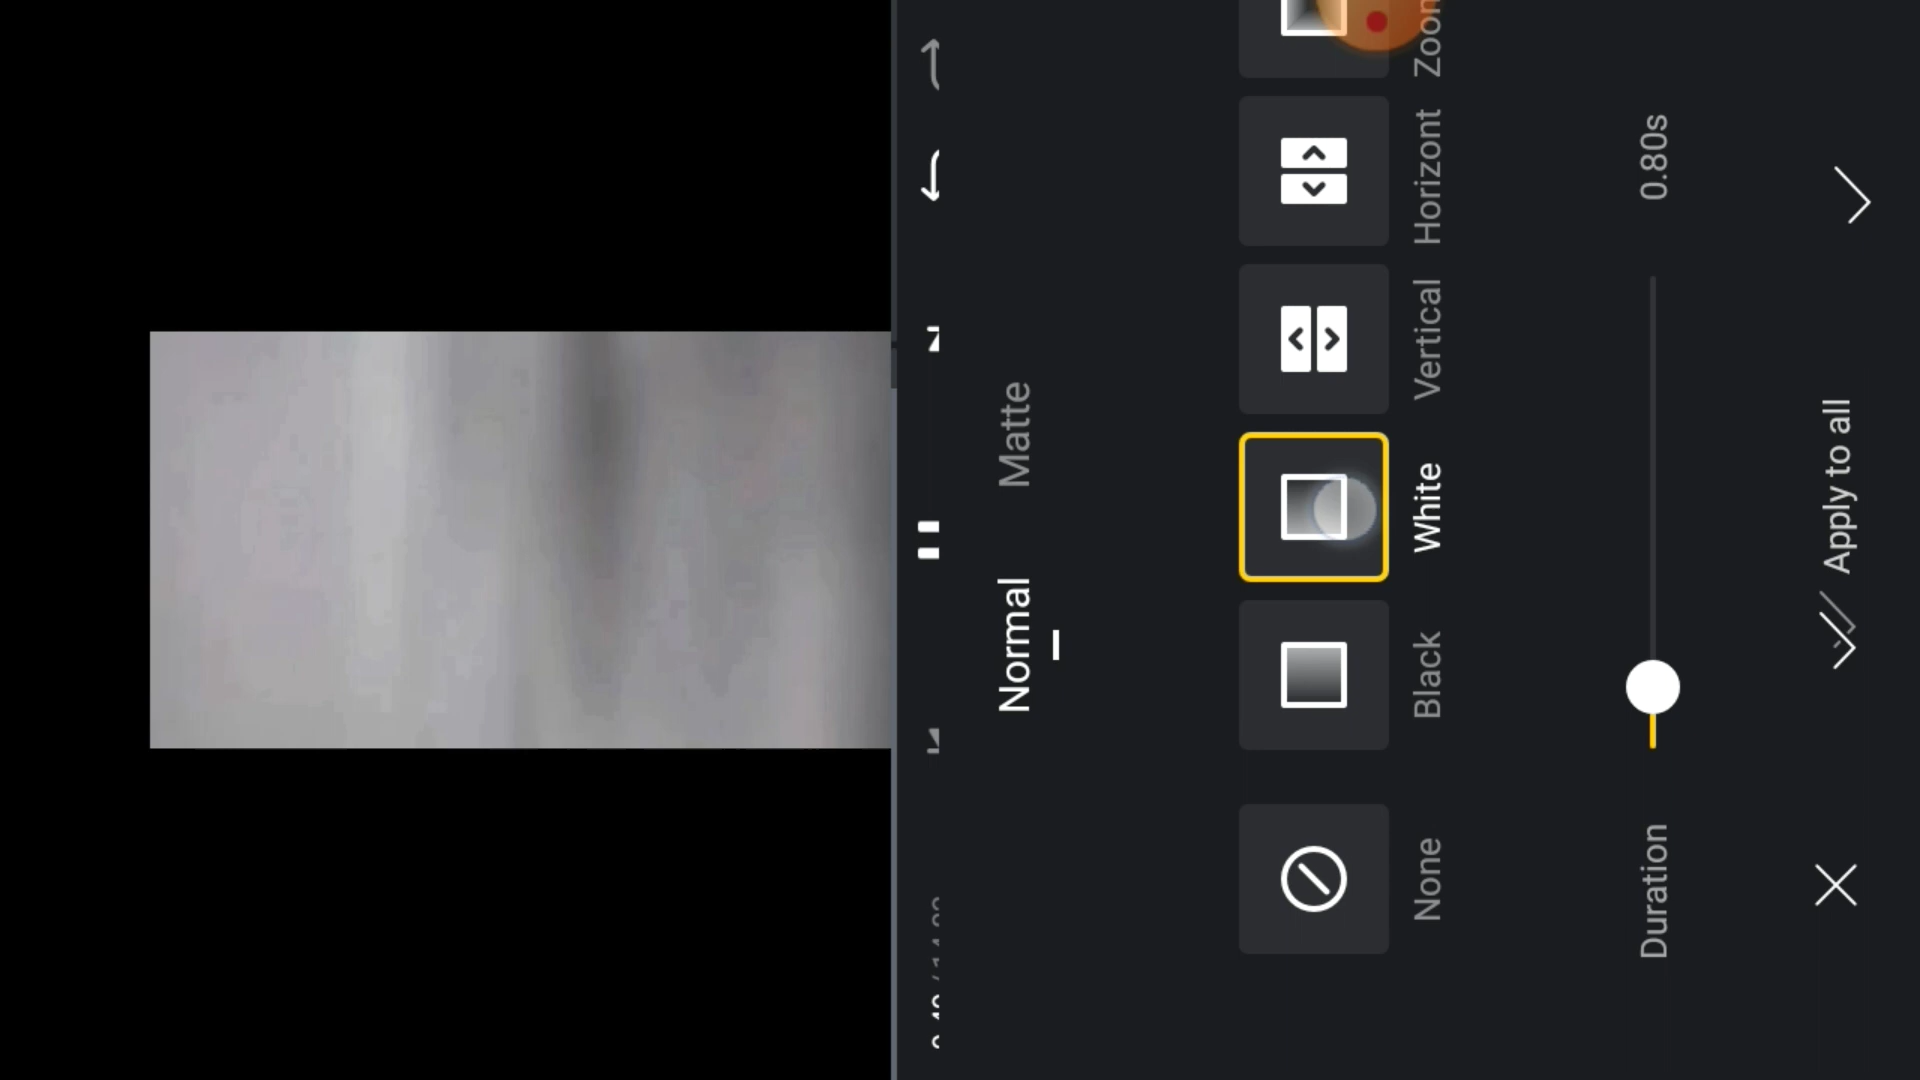 Normal
Matte
None
Black
White
Vertical
Horizont
Zoom
Duration
0.80s
Apply to all